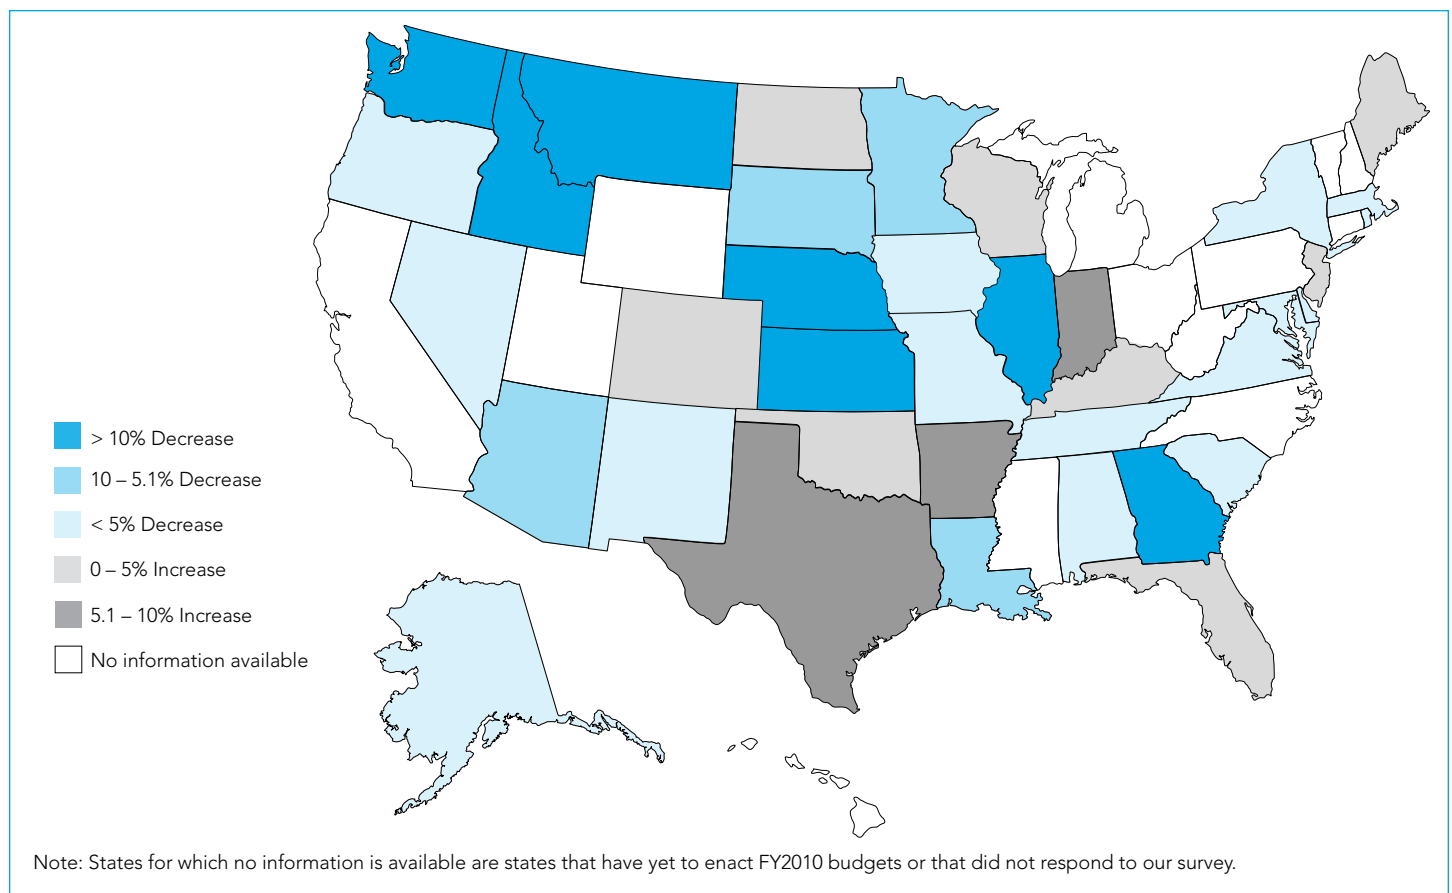 > 10% Decrease
10 – 5.1% Decrease
< 5% Decrease
0 – 5% Increase
5.1 – 10% Increase
No information available
Note: States for which no information is available are states that have yet to enact FY2010 budgets or that did not respond to our survey.